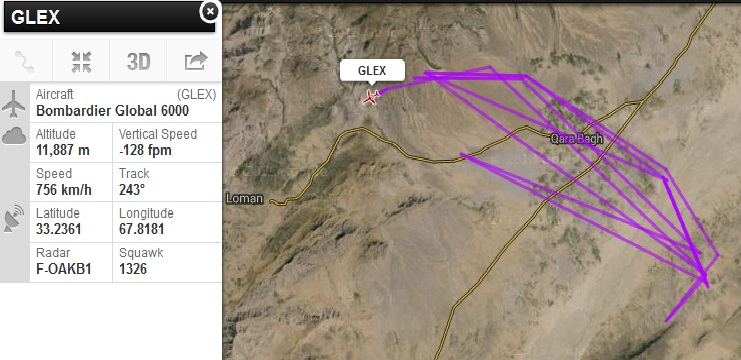 GLEX
3D
Aircraft (GLEX)
Bombardier Global 6000
Altitude Vertical Speed
11,887 m -128 fpm
Speed Track
756 km/h 243°
Latitude Longitude
33.2361 67.8181
Radar Squawk
F-OAKB1 1326
GLEX
Qara Bagh
Loman